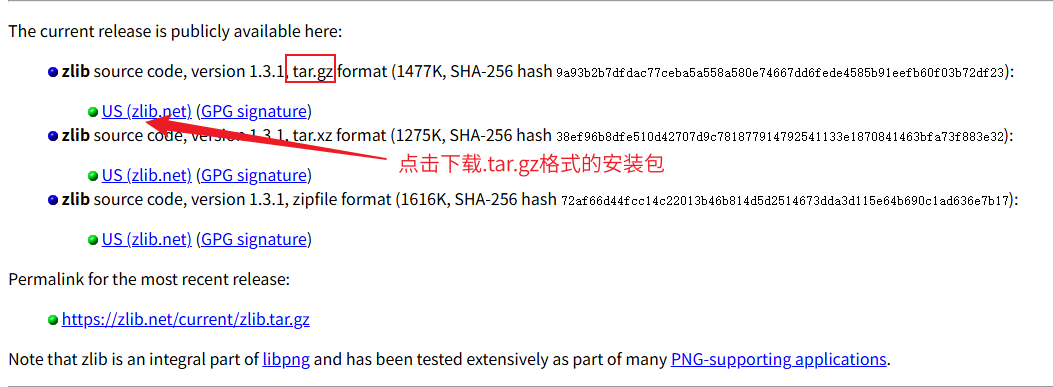 The current release is publicly available here:
zlib source code, version 1.3.1, tar.gz format (1477K, SHA-256 hash 9a93b2b7dfdac77ceba5a558a580e74667dd6fede4585b91eefb60f03b72df23):
US (zlib.net) (GPG signature)
zlib source code, version 1.3.1, tar.xz format (1275K, SHA-256 hash 38ef96b8dfe510d42707d9c781877914792541133e1870841463bfa73f883e32):
点击下载.tar.gz格式的安装包
US (zlib.net) (GPG signature)
zlib source code, version 1.3.1, zipfile format (1616K, SHA-256 hash 72af66d44fcc14c22013b46b814d5d2514673dda3d115e64b690c1ad636e7b17):
US (zlib.net) (GPG signature)
Permalink for the most recent release:
https://zlib.net/current/zlib.tar.gz
Note that zlib is an integral part of libpng and has been tested extensively as part of many PNG-supporting applications.